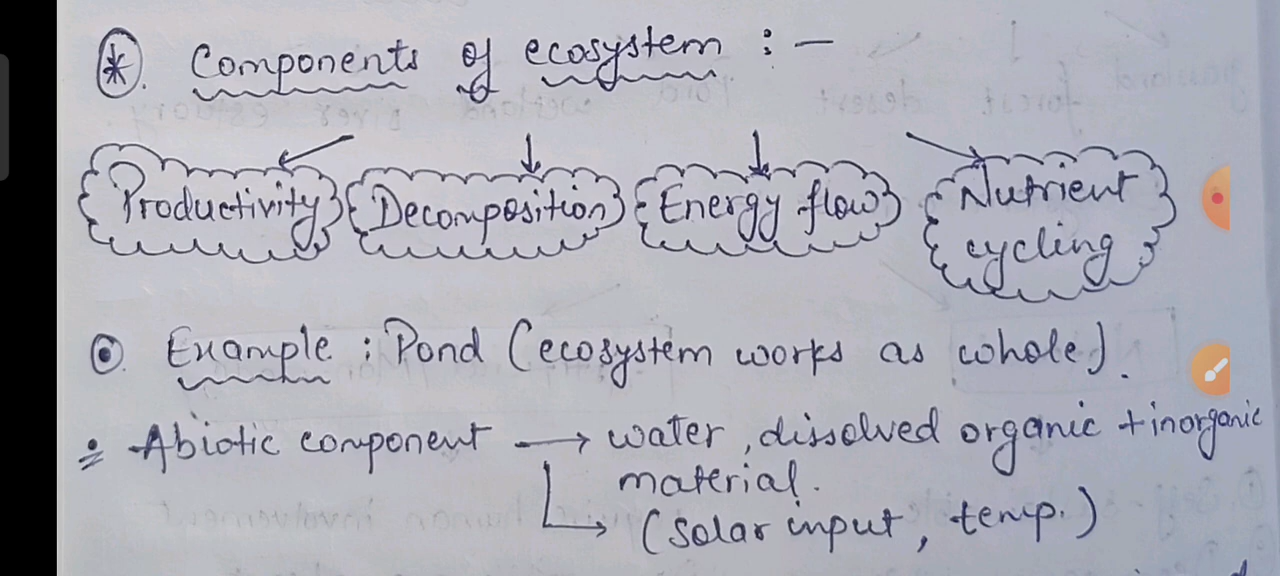 *. Components of ecosystem : —
Productivity Decomposition Energy flow Nutrient
cycling
Example : Pond (ecosystem works as whole).
Abiotic component → water, dissolved organic + inorganic
material.
→ (Solar input, temp.)